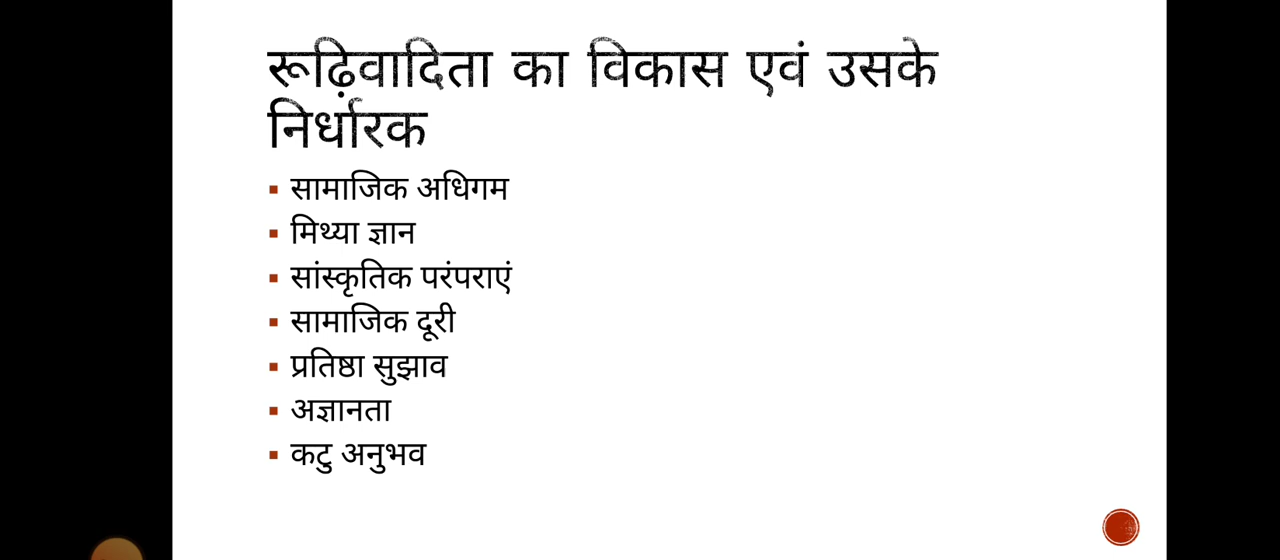 रूढ़िवादिता का विकास एवं उसके
निर्धारक
सामाजिक अधिगम
मिथ्या ज्ञान
सांस्कृतिक परंपराएं
सामाजिक दूरी
प्रतिष्ठा सुझाव
अज्ञानता
कटु अनुभव